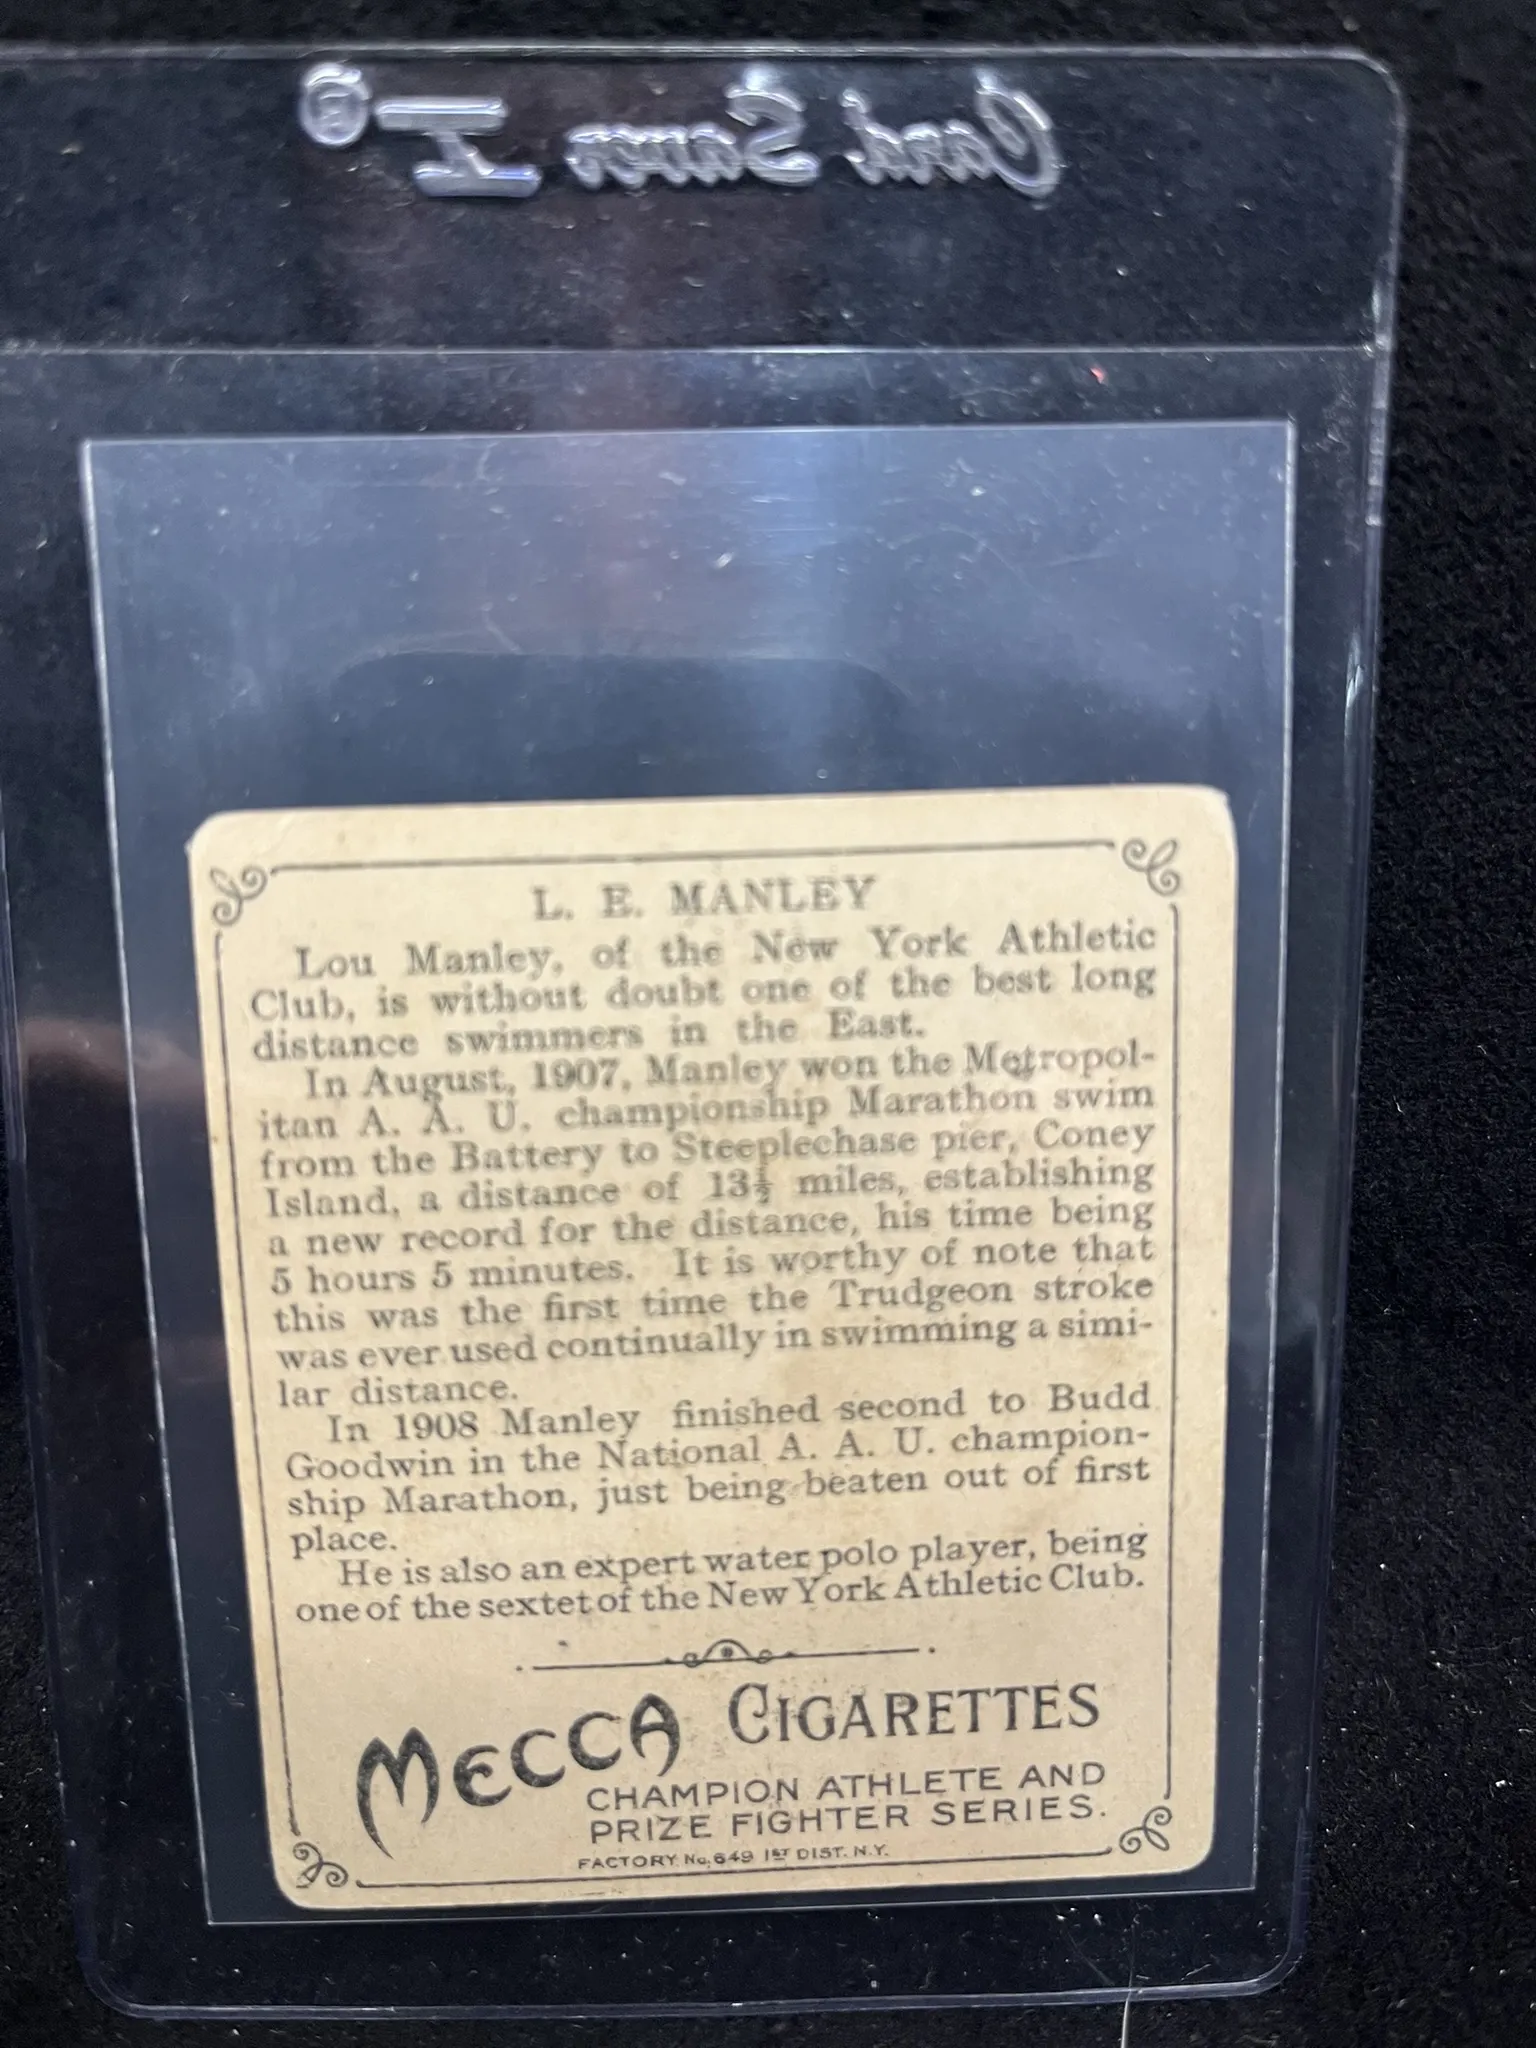 Card Saver I®
L. E. MANLEY
Lou Manley, of the New York Athletic
Club, is without doubt one of the best long
distance swimmers in the East.
In August, 1907, Manley won the Metropol-
itan A. A. U. championship Marathon swim
from the Battery to Steeplechase pier, Coney
Island, a distance of 13½ miles, establishing
a new record for the distance, his time being
5 hours 5 minutes. It is worthy of note that
this was the first time the Trudgeon stroke
was ever used continually in swimming a simi-
lar distance.
In 1908 Manley finished second to Budd
Goodwin in the National A. A. U. champion-
ship Marathon, just being beaten out of first
place.
He is also an expert water polo player, being
one of the sextet of the New York Athletic Club.
MECCA CIGARETTES
CHAMPION ATHLETE AND
PRIZE FIGHTER SERIES.
FACTORY No. 649 1ST DIST. N.Y.